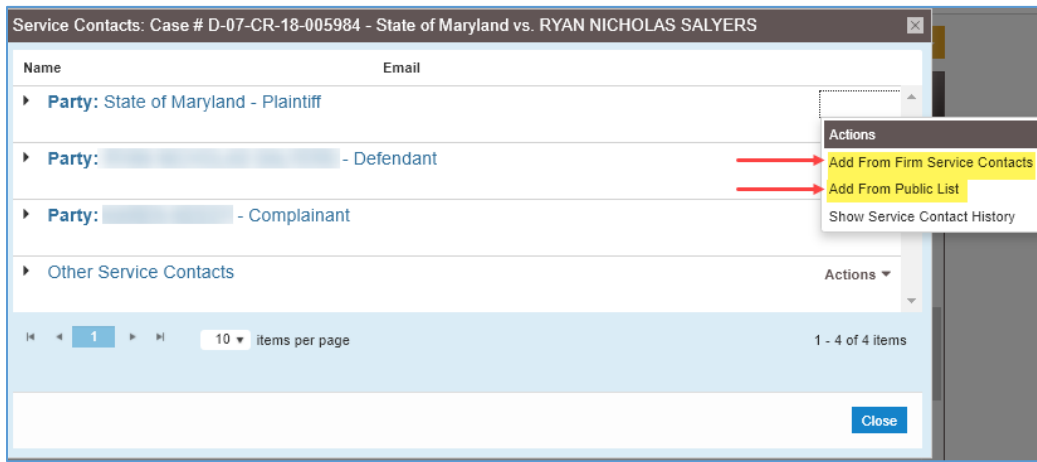 Service Contacts: Case # D-07-CR-18-005984 - State of Maryland vs. RYAN NICHOLAS SALYERS
Name Email
Party: State of Maryland - Plaintiff
Actions
Party: - Defendant
Add From Firm Service Contacts
Add From Public List
Party: - Complainant
Show Service Contact History
Other Service Contacts Actions
1 10 items per page 1 - 4 of 4 items
Close